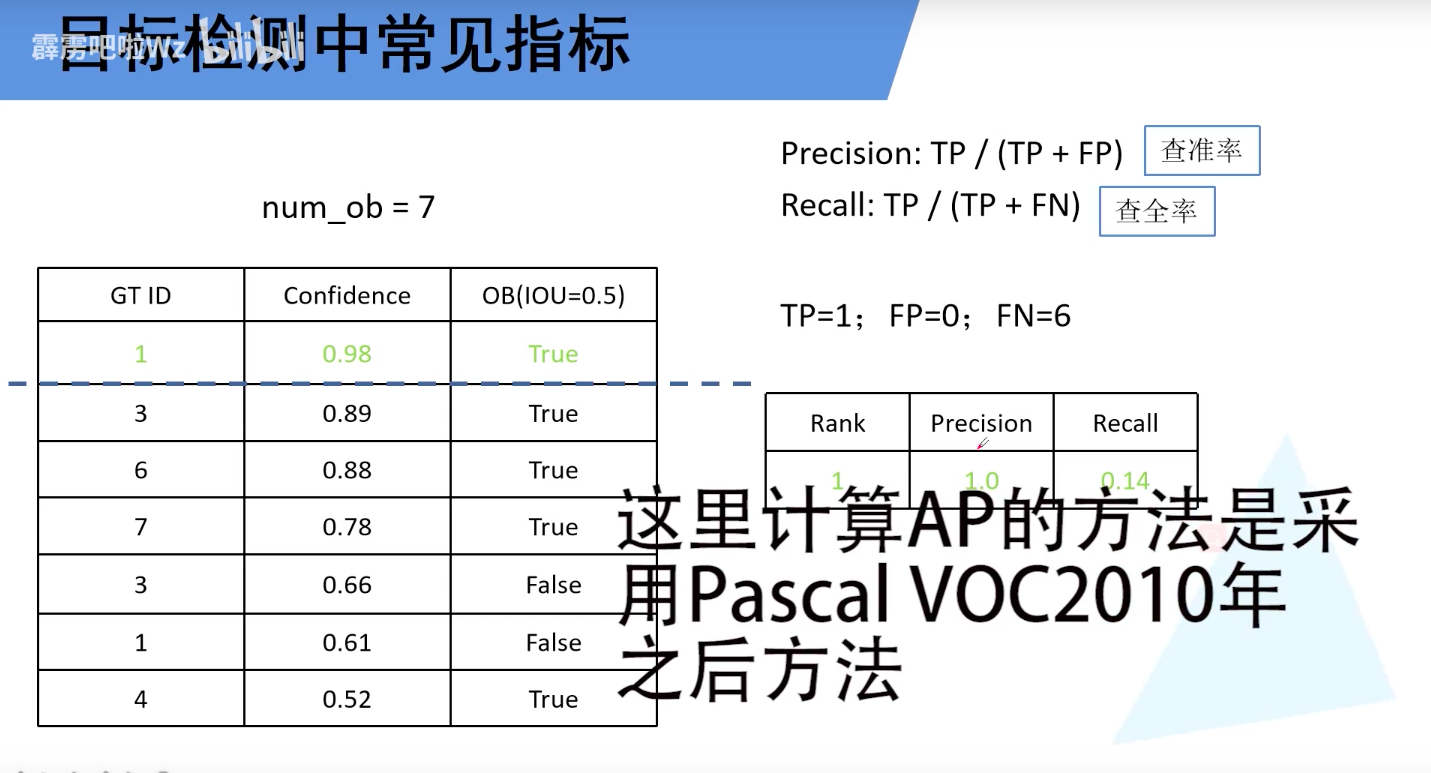 目标检测中常见指标
霹雳吧啦Wz bilibili
num_ob = 7
GT ID Confidence OB(IOU=0.5)
1 0.98 True
3 0.89 True
6 0.88 True
7 0.78 True
3 0.66 False
1 0.61 False
4 0.52 True
Precision: TP / (TP + FP) 查准率
Recall: TP / (TP + FN) 查全率
TP=1； FP=0； FN=6
Rank Precision Recall
1 1.0 0.14
这里计算AP的方法是采
用Pascal VOC2010年
之后方法